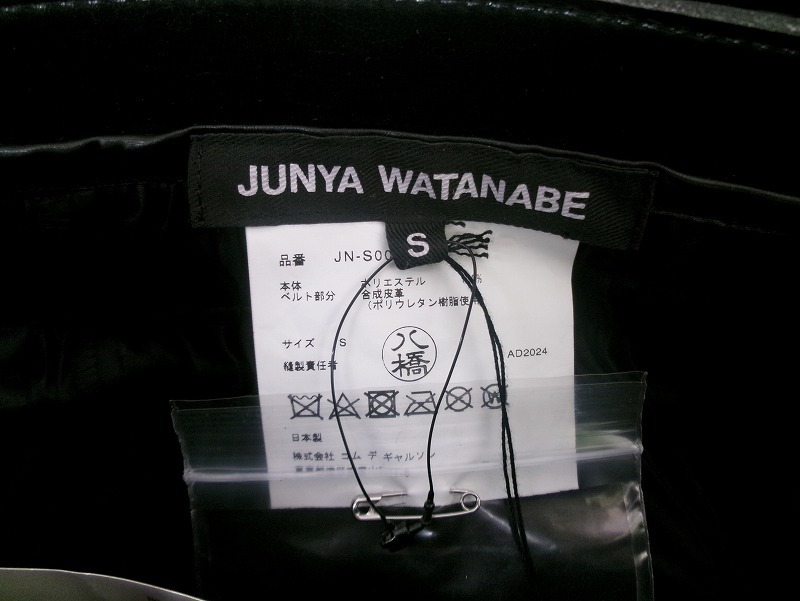 JUNYA WATANABE
S
品番 JN-S00
本体 ポリエステル %
ベルト部分 合成皮革
(ポリウレタン樹脂使
サイズ S
八橋
縫製責任者
AD2024
W
日本製
株式会社 コム デ ギャルソン